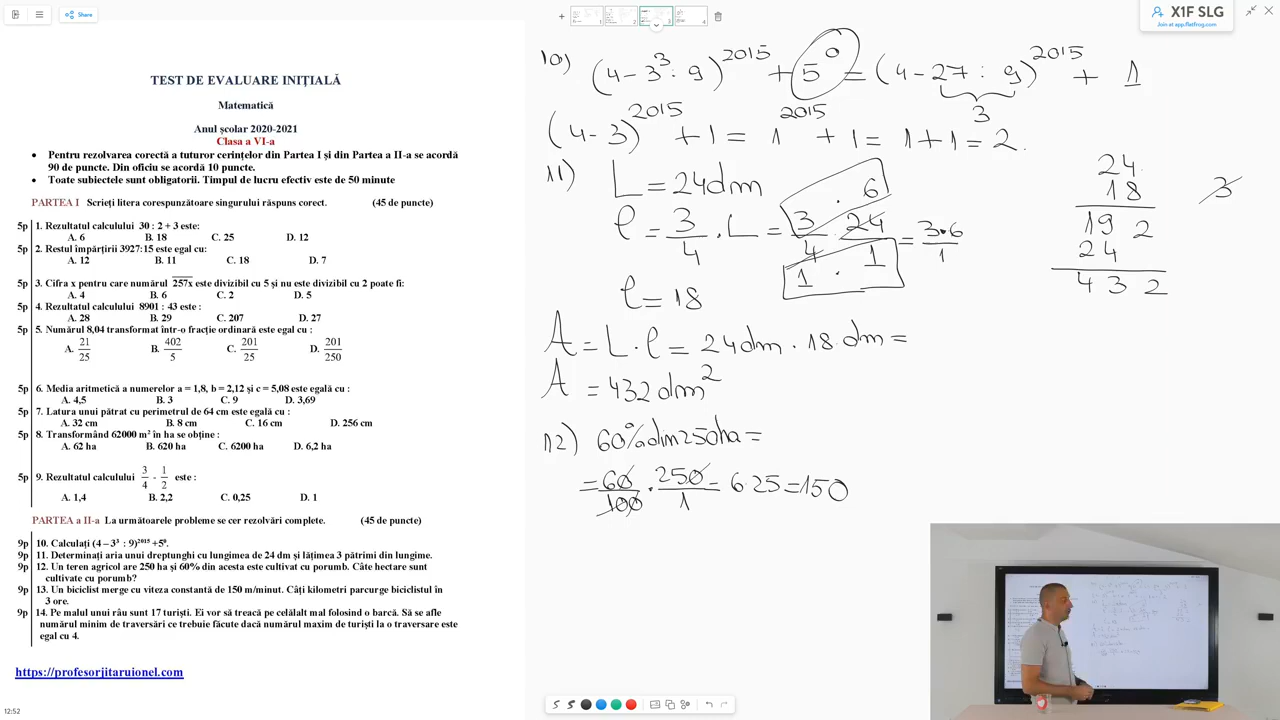 Share
1
2
3
4
X1F SLG
Join at app.flatfrog.com
TEST DE EVALUARE INIȚIALĂ
Matematică
Anul școlar 2020-2021
Clasa a VI-a
• Pentru rezolvarea corectă a tuturor cerințelor din Partea I și din Partea a II-a se acordă
90 de puncte. Din oficiu se acordă 10 puncte.
• Toate subiectele sunt obligatorii. Timpul de lucru efectiv este de 50 minute
PARTEA I Scrieți litera corespunzătoare singurului răspuns corect. (45 de puncte)
5p 1. Rezultatul calculului 30 : 2 + 3 este:
A. 6 B. 18 C. 25 D. 12
5p 2. Restul împărțirii 3927:15 este egal cu:
A. 12 B. 11 C. 18 D. 7
5p 3. Cifra x pentru care numărul 257x este divizibil cu 5 și nu este divizibil cu 2 poate fi:
A. 4 B. 6 C. 2 D. 5
5p 4. Rezultatul calculului 8901 : 43 este :
A. 28 B. 29 C. 207 D. 27
5p 5. Numărul 8,04 transformat într-o fracție ordinară este egal cu :
A. 21/25 B. 402/5 C. 201/25 D. 201/250
5p 6. Media aritmetică a numerelor a = 1,8, b = 2,12 și c = 5,08 este egală cu :
A. 4,5 B. 3 C. 9 D. 3,69
5p 7. Latura unui pătrat cu perimetrul de 64 cm este egală cu :
A. 32 cm B. 8 cm C. 16 cm D. 256 cm
5p 8. Transformând 62000 m² în ha se obține :
A. 62 ha B. 620 ha C. 6200 ha D. 6,2 ha
5p 9. Rezultatul calculului 3/4 - 1/2 este :
A. 1,4 B. 2,2 C. 0,25 D. 1
PARTEA a II-a La următoarele probleme se cer rezolvări complete. (45 de puncte)
9p 10. Calculați (4 – 3³ : 9)²⁰¹⁵ +5⁰.
9p 11. Determinați aria unui dreptunghi cu lungimea de 24 dm și lățimea 3 pătrimi din lungime.
9p 12. Un teren agricol are 250 ha și 60% din acesta este cultivat cu porumb. Câte hectare sunt
cultivate cu porumb?
9p 13. Un biciclist merge cu viteza constantă de 150 m/minut. Câți kilometri parcurge biciclistul în
3 ore.
9p 14. Pe malul unui râu sunt 17 turiști. Ei vor să treacă pe celălalt mal folosind o barcă. Să se afle
numărul minim de traversări ce trebuie făcute dacă numărul maxim de turiști la o traversare este
egal cu 4.
https://profesorjitaruionel.com
12:52
10) (4-3³:9)²⁰¹⁵ + 5⁰ = (4-27:9)²⁰¹⁵ + 1
3
(4-3)²⁰¹⁵ + 1 = 1²⁰¹⁵ + 1 = 1+1=2.
11) L = 24dm
l = 3/4 · L = 3/4 · 24/1 = 3·6/1
6
1 · 1
l = 18
A = L · l = 24dm · 18 dm =
A = 432 dm²
24
18
192
24
432
3
12) 60% din 250ha =
= 60/100 · 250/1 = 6·25 = 150